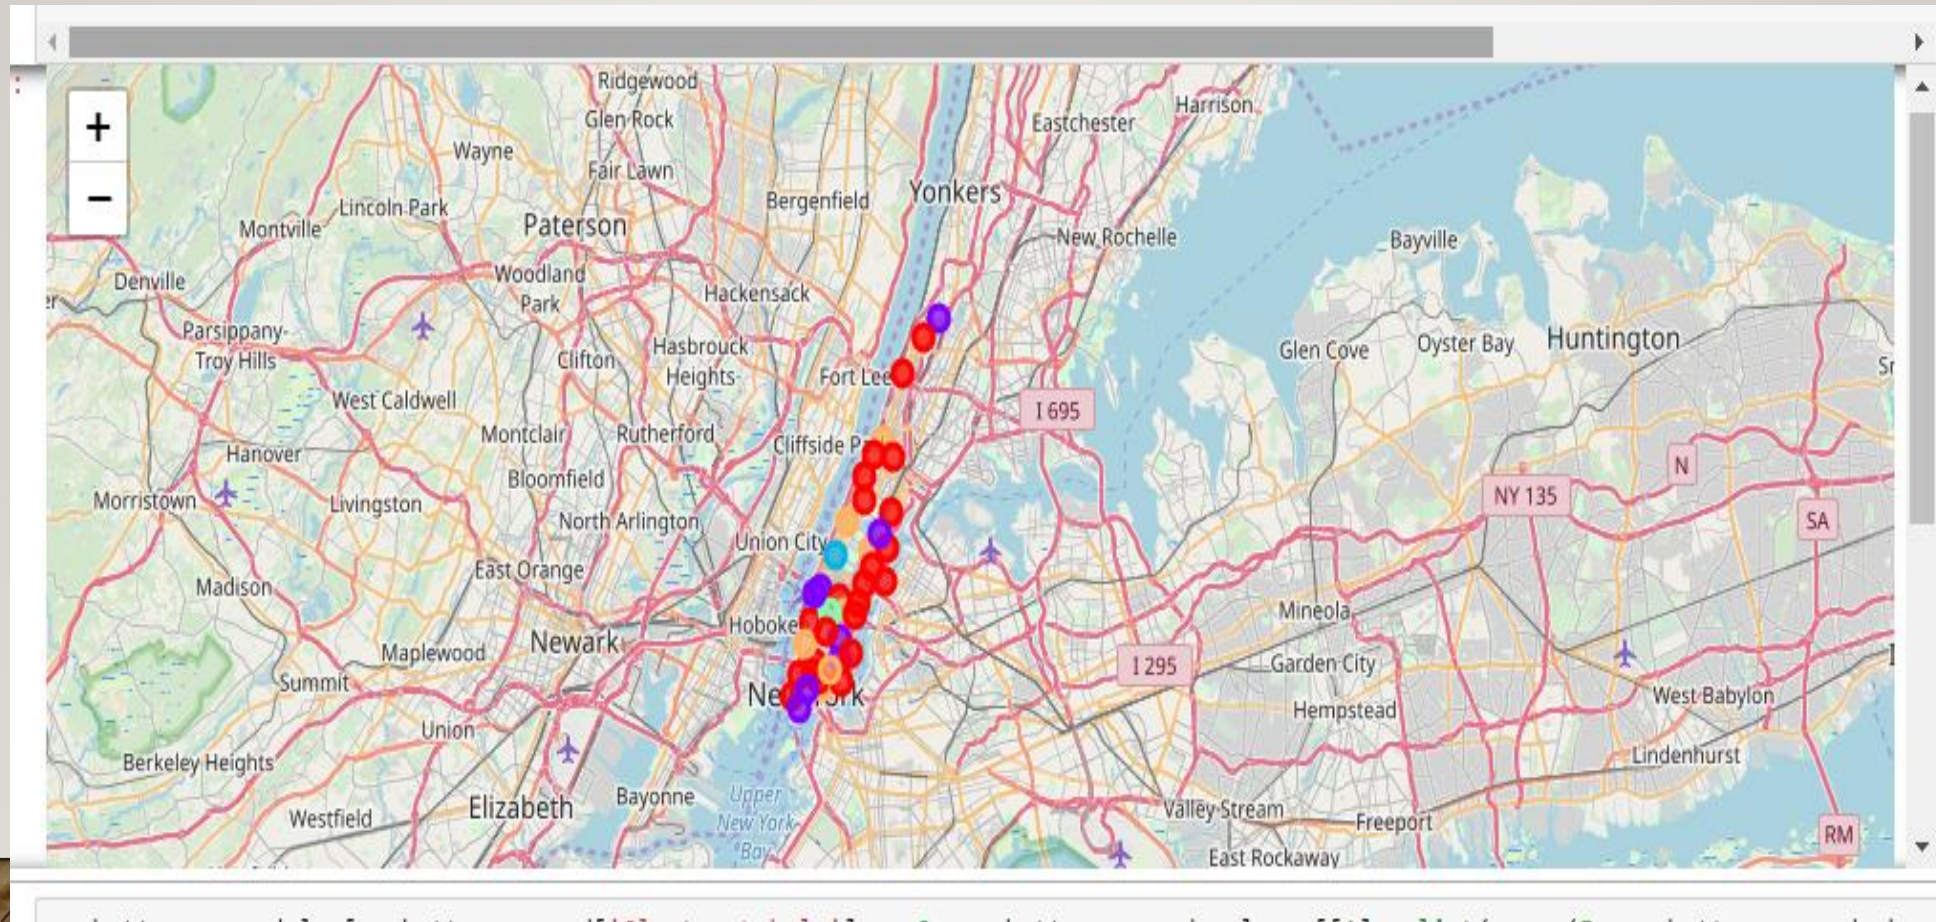 :
+
−
Ridgewood
Harrison
Glen Rock
Eastchester
Wayne
Fair Lawn
Yonkers
Bergenfield
Lincoln Park
Paterson
Montville
New Rochelle
Bayville
Denville
Woodland
Park
Hackensack
Parsippany-
Troy Hills
Hasbrouck
Heights
Clifton
Glen Cove
Oyster Bay
Huntington
Fort Lee
West Caldwell
I 695
Montclair
Rutherford
Cliffside P
Hanover
Bloomfield
N
Morristown
Livingston
NY 135
North Arlington
SA
Union City
East Orange
Madison
Mineola
Hoboke
Newark
Maplewood
I 295
Garden City
Summit
New York
West Babylon
Hempstead
Union
Berkeley Heights
Lindenhurst
Bayonne
Upper
New York
Bay
Elizabeth
Westfield
Valley Stream
Freeport
RM
East Rockaway